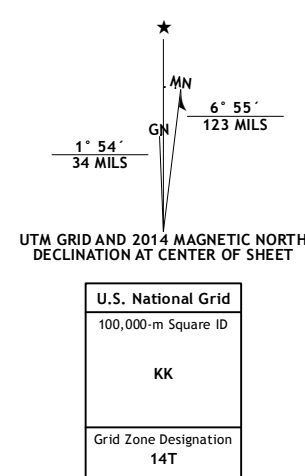 ★
MN
GN
6° 55´
123 MILS
1° 54´
34 MILS
UTM GRID AND 2014 MAGNETIC NORTH
DECLINATION AT CENTER OF SHEET
U.S. National Grid
100,000-m Square ID
KK
Grid Zone Designation
14T